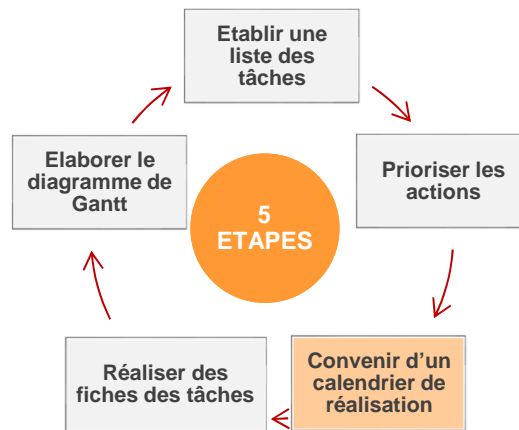 Etablir une
liste des
tâches
Prioriser les
actions
Convenir d'un
calendrier de
réalisation
Réaliser des
fiches des tâches
Elaborer le
diagramme de
Gantt
5
ETAPES